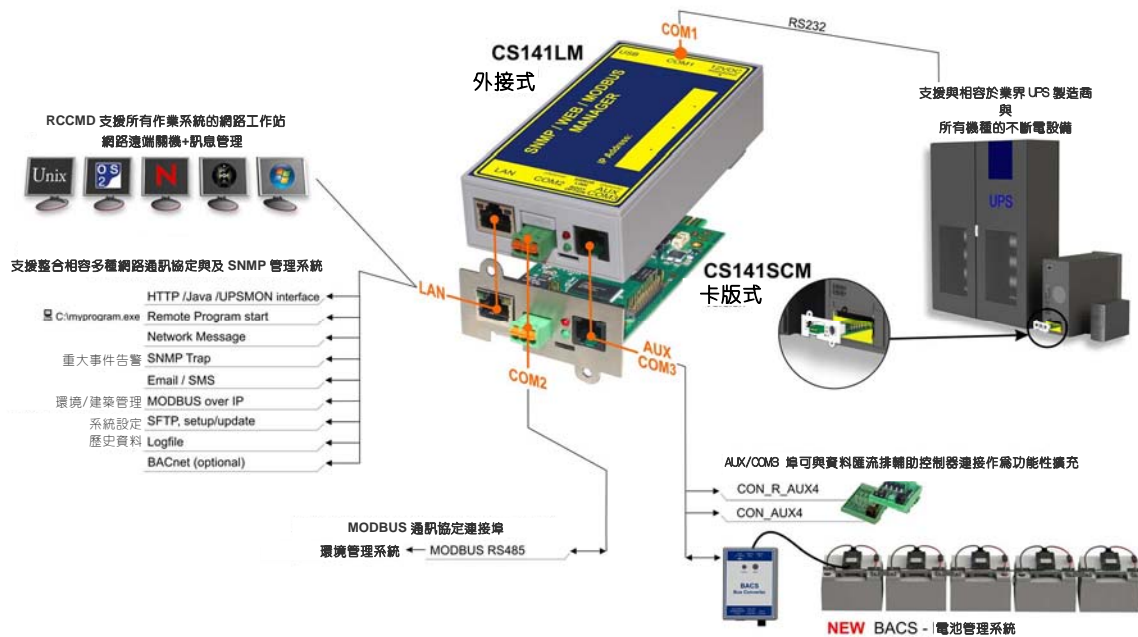 RS232
COM1
CS141LM
外接式
USB
COM1
12VDC
SNMP / WEB / MODBUS
MANAGER
IP Address:
LAN
COM2
AUX
COM3
支援與相容於業界 UPS 製造商
與
所有機種的不斷電設備
UPS
RCCMD 支援所有作業系統的網路工作站
網路遠端關機+訊息管理
Unix
OS
2
N
支援整合相容多種網路通訊協定與及 SNMP 管理系統
LAN
CS141SCM
卡版式
HTTP /Java /UPSMON interface
C:\myprogram.exe Remote Program start
Network Message
重大事件告警 SNMP Trap
Email / SMS
環境/建築管理 MODBUS over IP
系統設定 SFTP, setup/update
歷史資料 Logfile
BACnet (optional)
COM2
AUX
COM3
AUX/COM3 埠可與資料匯流排輔助控制器連接作為功能性擴充
CON_R_AUX4
CON_AUX4
MODBUS 通訊協定連接埠
環境管理系統 MODBUS RS485
BACS
Bus Converter
NEW BACS - 電池管理系統